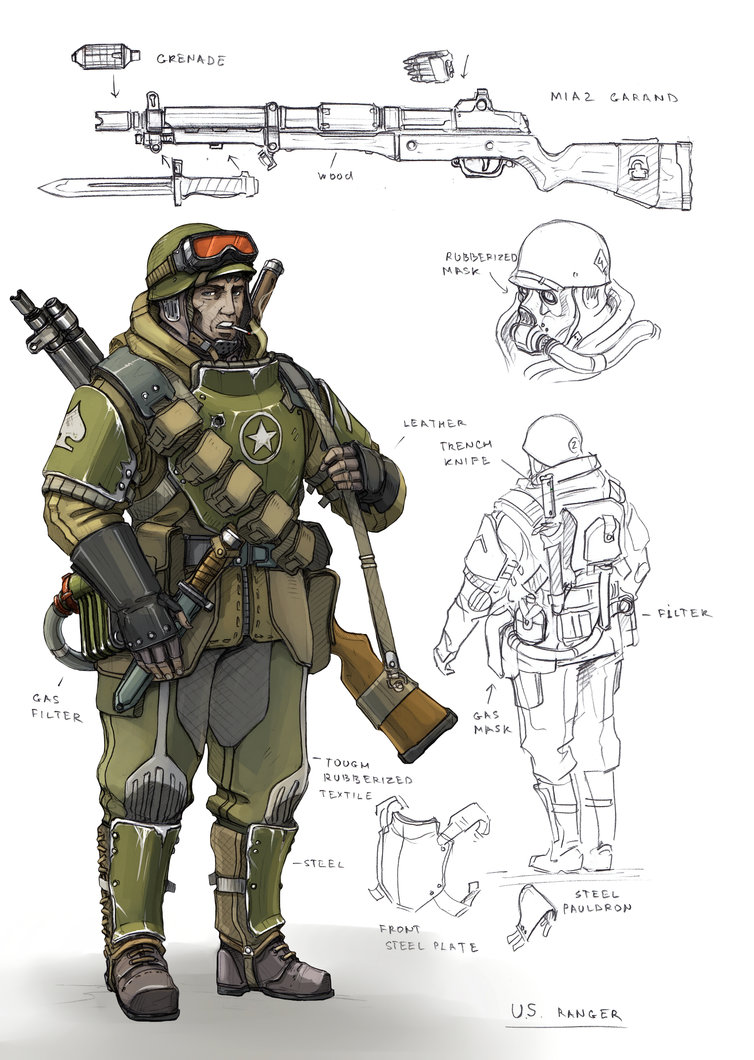 GRENADE
M1A2 GARAND
WOOD
RUBBERIZED
MASK
LEATHER
TRENCH
KNIFE
2
FILTER
GAS
FILTER
GAS
MASK
TOUGH
RUBBERIZED
TEXTILE
STEEL
FRONT
STEEL PLATE
STEEL
PAULDRON
U.S. RANGER